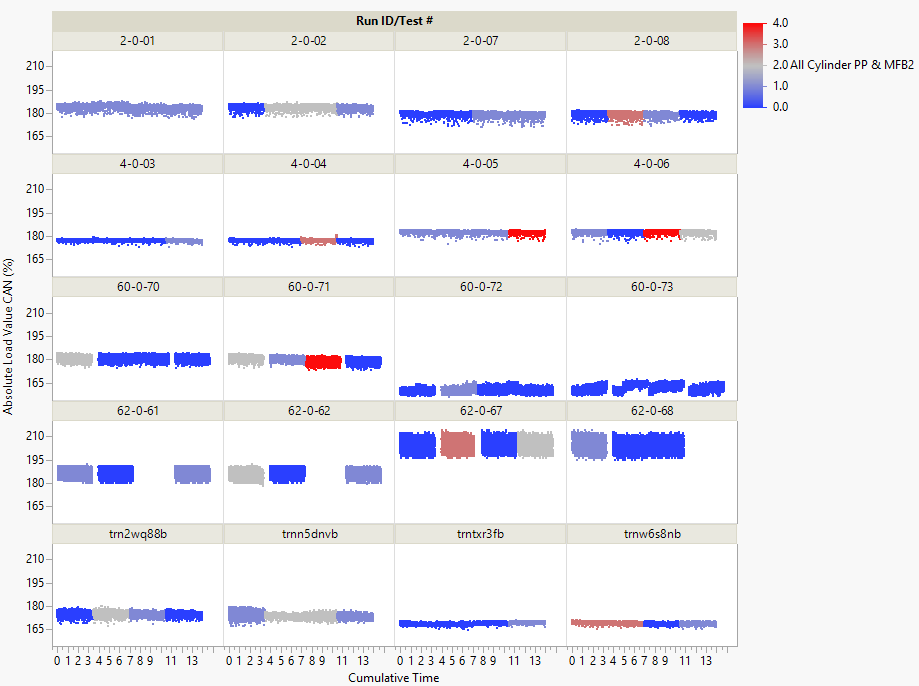 Run ID/Test #
2-0-01 2-0-02 2-0-07 2-0-08
210
195
180
165
4-0-03 4-0-04 4-0-05 4-0-06
210
195
180
165
60-0-70 60-0-71 60-0-72 60-0-73
210
195
180
165
62-0-61 62-0-62 62-0-67 62-0-68
210
195
180
165
trn2wq88b trnn5dnvb trntxr3fb trnw6s8nb
210
195
180
165
0 1 2 3 4 5 6 7 8 9 11 13 0 1 2 3 4 5 6 7 8 9 11 13 0 1 2 3 4 5 6 7 8 9 11 13 0 1 2 3 4 5 6 7 8 9 11 13
Cumulative Time
Absolute Load Value CAN (%)
4.0
3.0
2.0 All Cylinder PP & MFB2
1.0
0.0